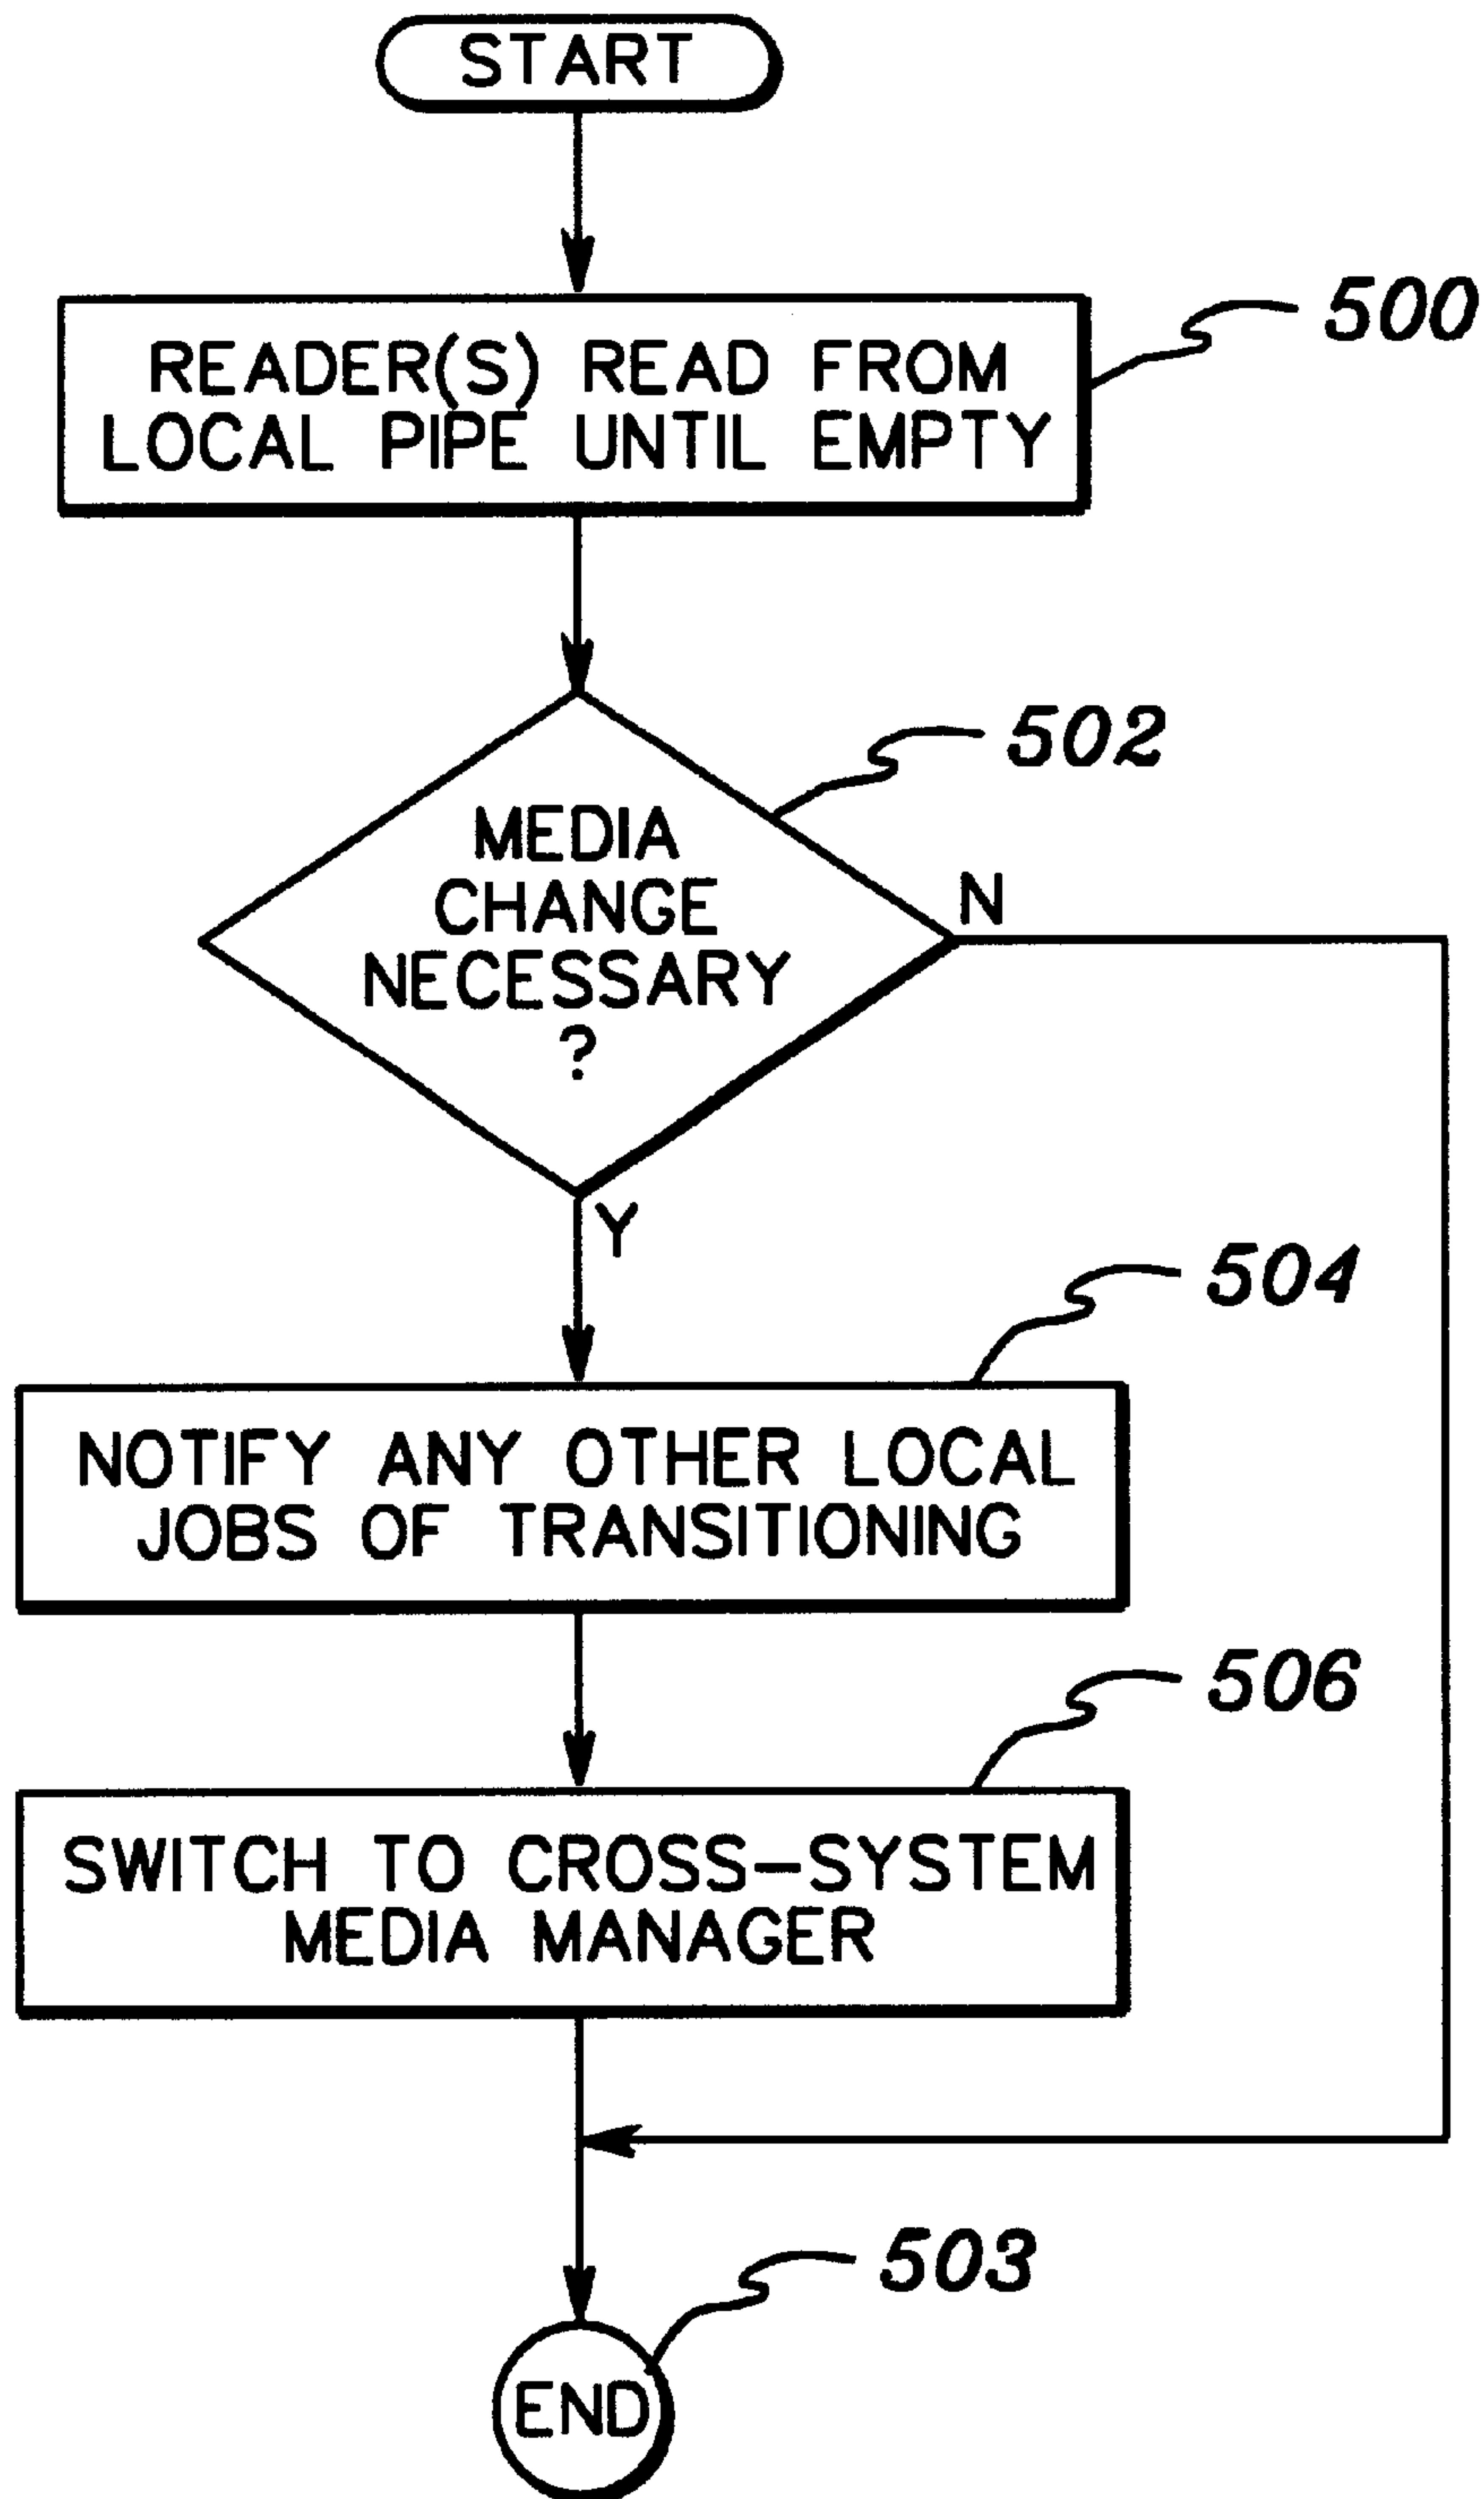 START
READER(S) READ FROM
LOCAL PIPE UNTIL EMPTY
500
MEDIA
CHANGE
NECESSARY
?
502
N
Y
504
NOTIFY ANY OTHER LOCAL
JOBS OF TRANSITIONING
506
SWITCH TO CROSS-SYSTEM
MEDIA MANAGER
503
END